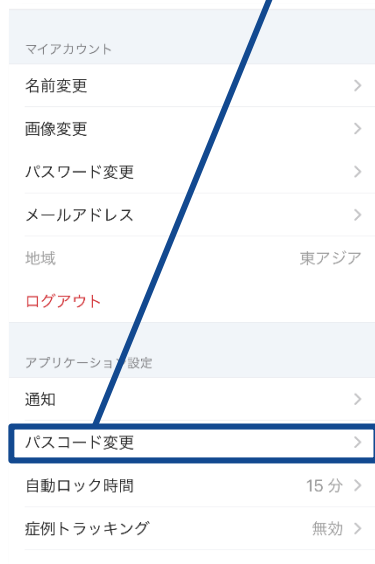 マイアカウント
名前変更
画像変更
パスワード変更
メールアドレス
地域 東アジア
ログアウト
アプリケーション設定
通知
パスコード変更
自動ロック時間 15 分
症例トラッキング 無効